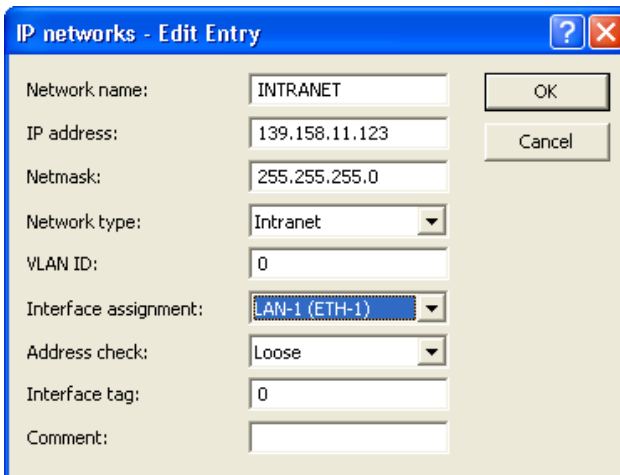 IP networks - Edit Entry
Network name: INTRANET OK
IP address: 139.158.11.123 Cancel
Netmask: 255.255.255.0
Network type: Intranet
VLAN ID: 0
Interface assignment: LAN-1 (ETH-1)
Address check: Loose
Interface tag: 0
Comment: